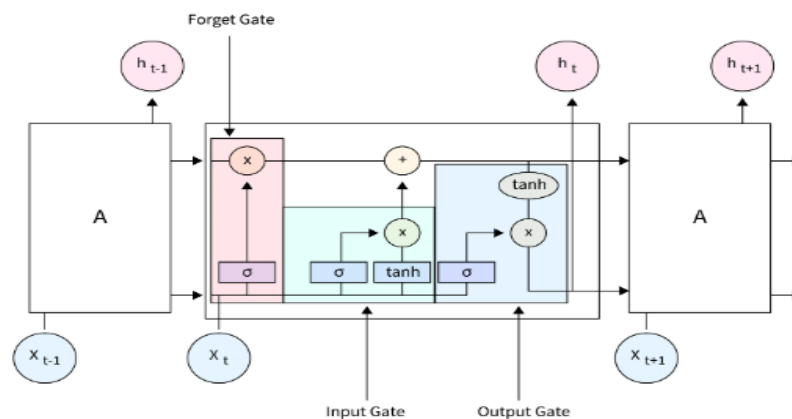 Forget Gate
h t-1
h t
h t+1
x
+
tanh
A
x
x
A
σ
σ
tanh
σ
X t-1
X t
X t+1
Input Gate
Output Gate